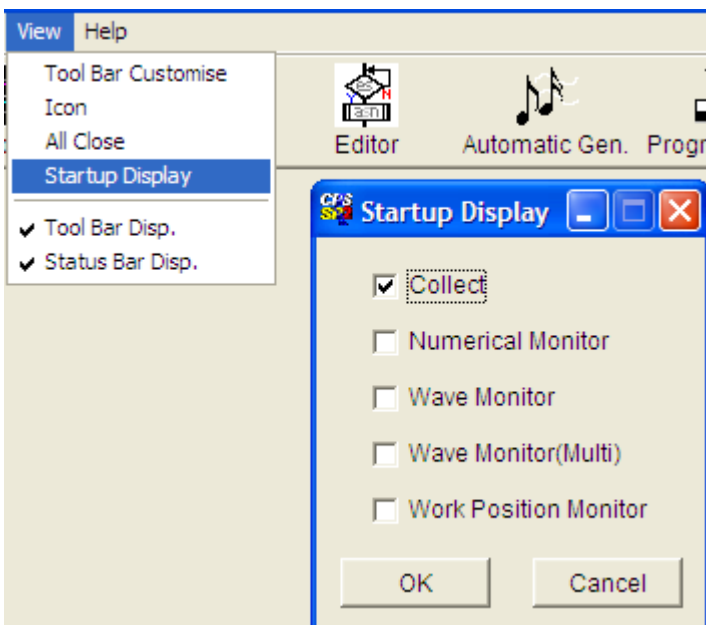 View Help
Tool Bar Customise
Icon
All Close
Startup Display
Tool Bar Disp.
Status Bar Disp.
Editor Automatic Gen.
Startup Display
Collect
Numerical Monitor
Wave Monitor
Wave Monitor(Multi)
Work Position Monitor
OK Cancel